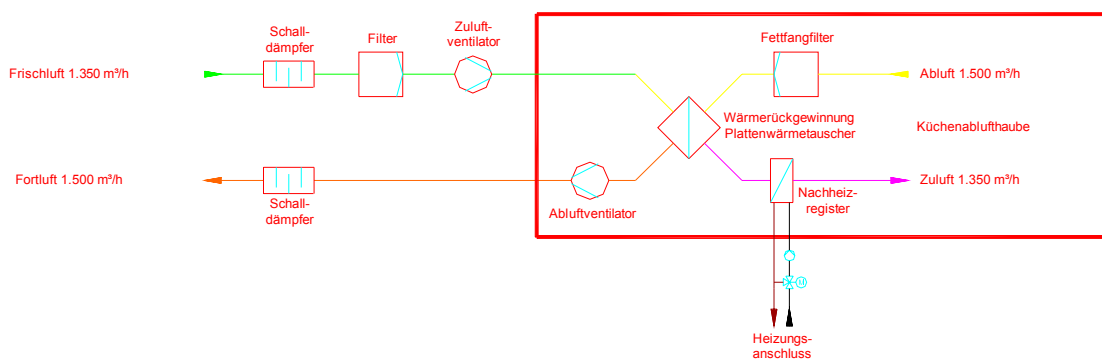 Schall-
dämpfer
Filter
Zuluft-
ventilator
Fettfangfilter
Frischluft 1.350 m³/h
Abluft 1.500 m³/h
Wärmerückgewinnung
Plattenwärmetauscher
Küchenablufthaube
Fortluft 1.500 m³/h
Schall-
dämpfer
Abluftventilator
Nachheiz-
register
Zuluft 1.350 m³/h
M
Heizungs-
anschluss